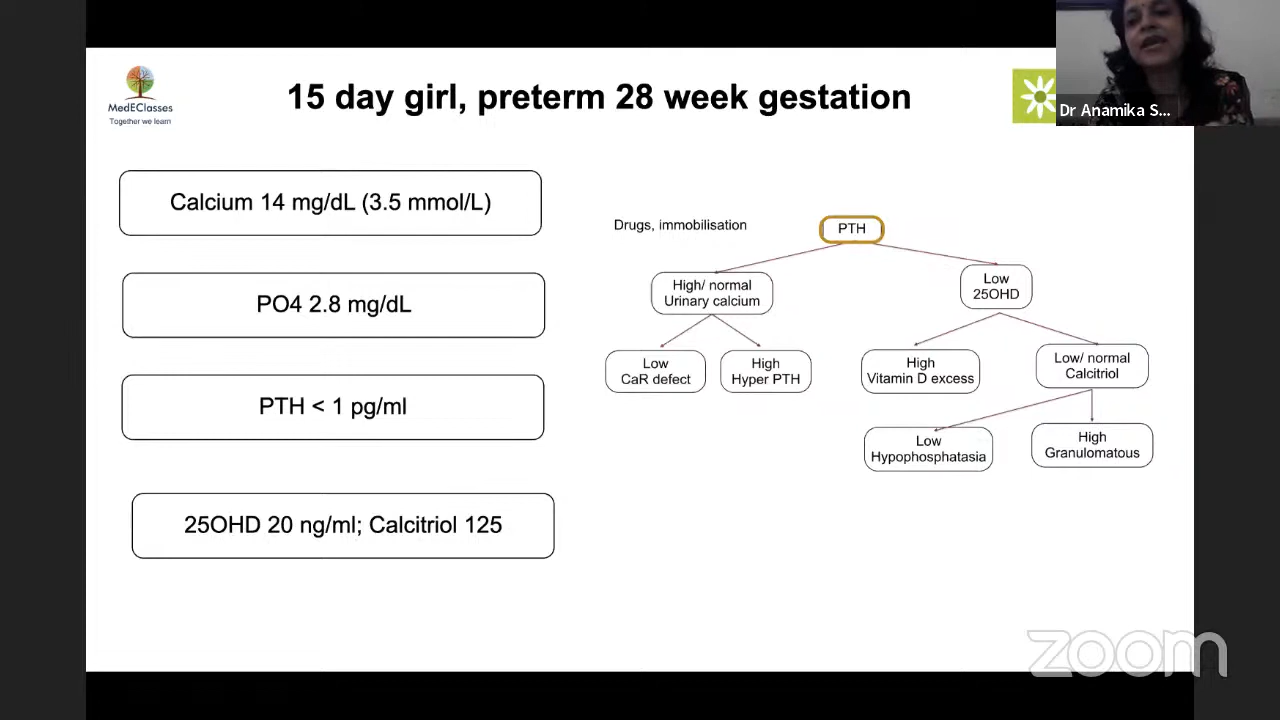 MedEClasses
Together we learn
15 day girl, preterm 28 week gestation
Dr Anamika S...
Calcium 14 mg/dL (3.5 mmol/L)
PO4 2.8 mg/dL
PTH < 1 pg/ml
25OHD 20 ng/ml; Calcitriol 125
Drugs, immobilisation
PTH
High/ normal
Urinary calcium
Low
25OHD
Low
CaR defect
High
Hyper PTH
High
Vitamin D excess
Low/ normal
Calcitriol
Low
Hypophosphatasia
High
Granulomatous
zoom